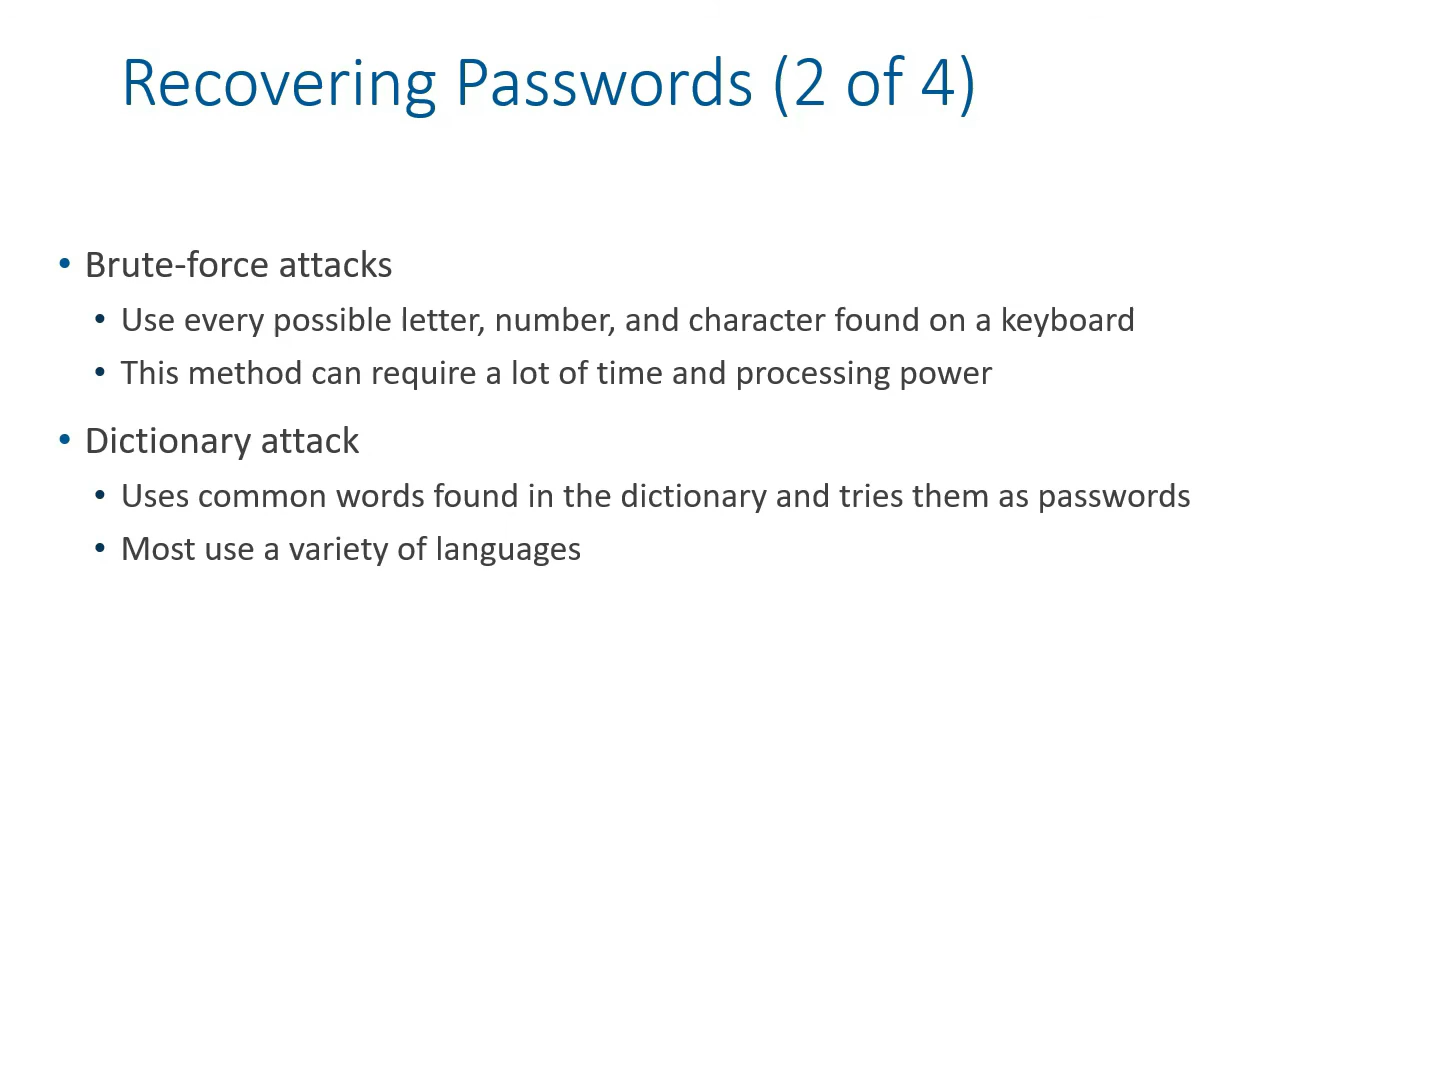 Recovering Passwords (2 of 4)
• Brute-force attacks
• Use every possible letter, number, and character found on a keyboard
• This method can require a lot of time and processing power
• Dictionary attack
• Uses common words found in the dictionary and tries them as passwords
• Most use a variety of languages